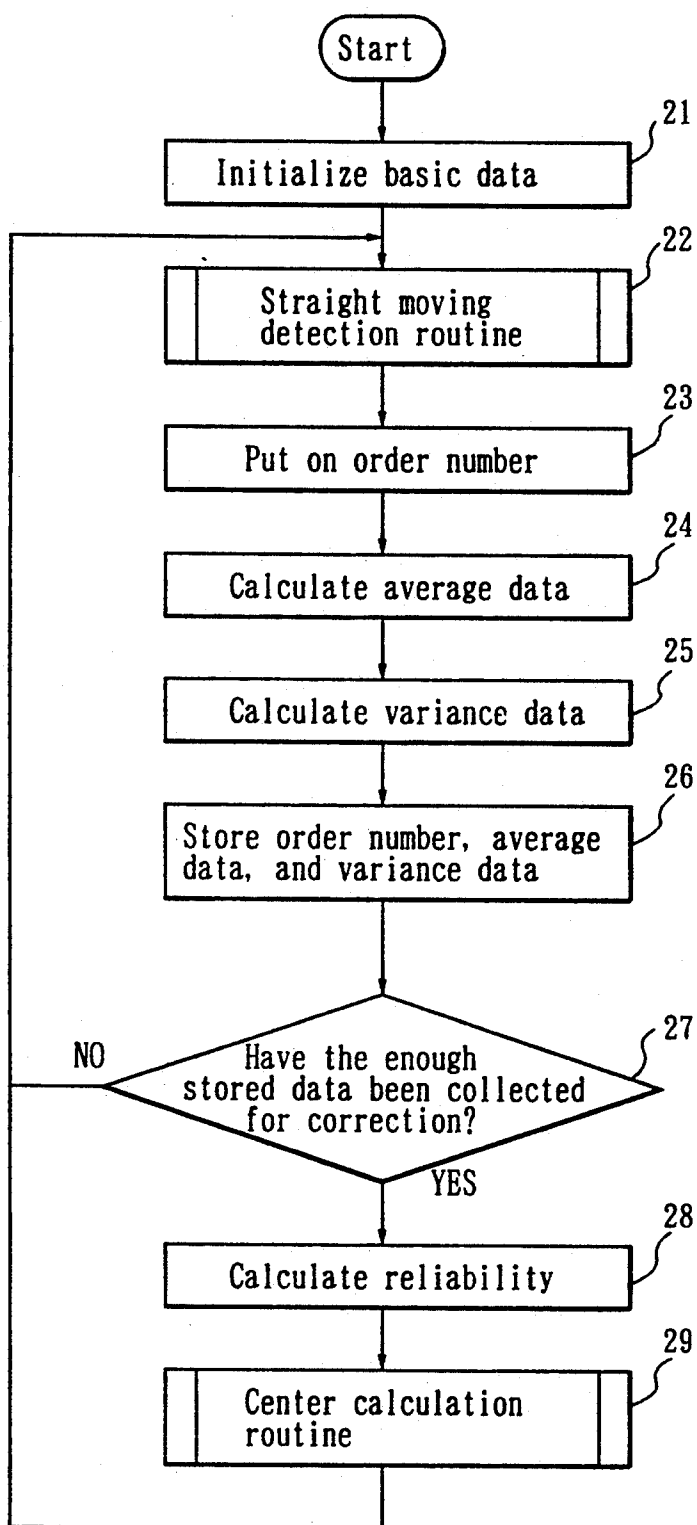 Start
21
Initialize basic data
22
Straight moving
detection routine
23
Put on order number
24
Calculate average data
25
Calculate variance data
26
Store order number, average
data, and variance data
27
NO
Have the enough
stored data been collected
for correction?
YES
28
Calculate reliability
29
Center calculation
routine